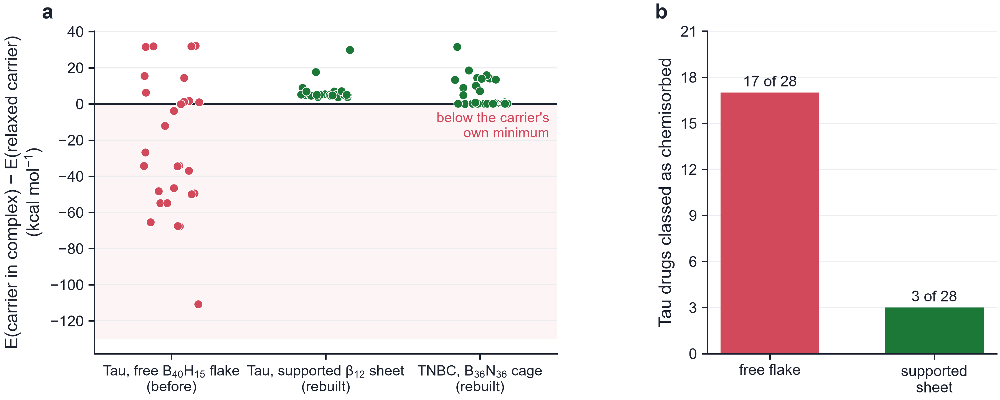 a
E(carrier in complex) − E(relaxed carrier)
(kcal mol⁻¹)
40
20
0
−20
−40
−60
−80
−100
−120
below the carrier's
own minimum
Tau, free B₄₀H₁₅ flake
(before)
Tau, supported β₁₂ sheet
(rebuilt)
TNBC, B₃₆N₃₆ cage
(rebuilt)
b
Tau drugs classed as chemisorbed
21
18
15
12
9
6
3
0
17 of 28
3 of 28
free flake
supported
sheet